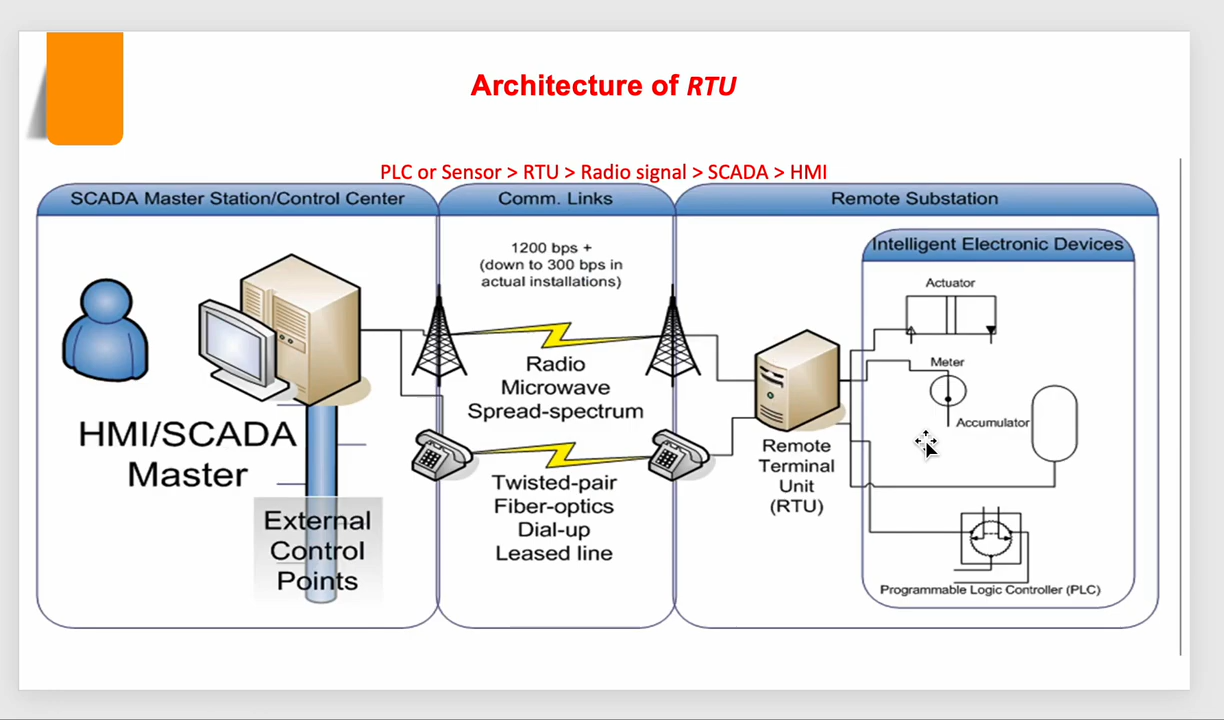 Architecture of RTU
PLC or Sensor > RTU > Radio signal > SCADA > HMI
SCADA Master Station/Control Center
HMI/SCADA
Master
External
Control
Points
Comm. Links
1200 bps +
(down to 300 bps in
actual installations)
Radio
Microwave
Spread-spectrum
Twisted-pair
Fiber-optics
Dial-up
Leased line
Remote Substation
Remote
Terminal
Unit
(RTU)
Intelligent Electronic Devices
Actuator
Meter
Accumulator
Programmable Logic Controller (PLC)